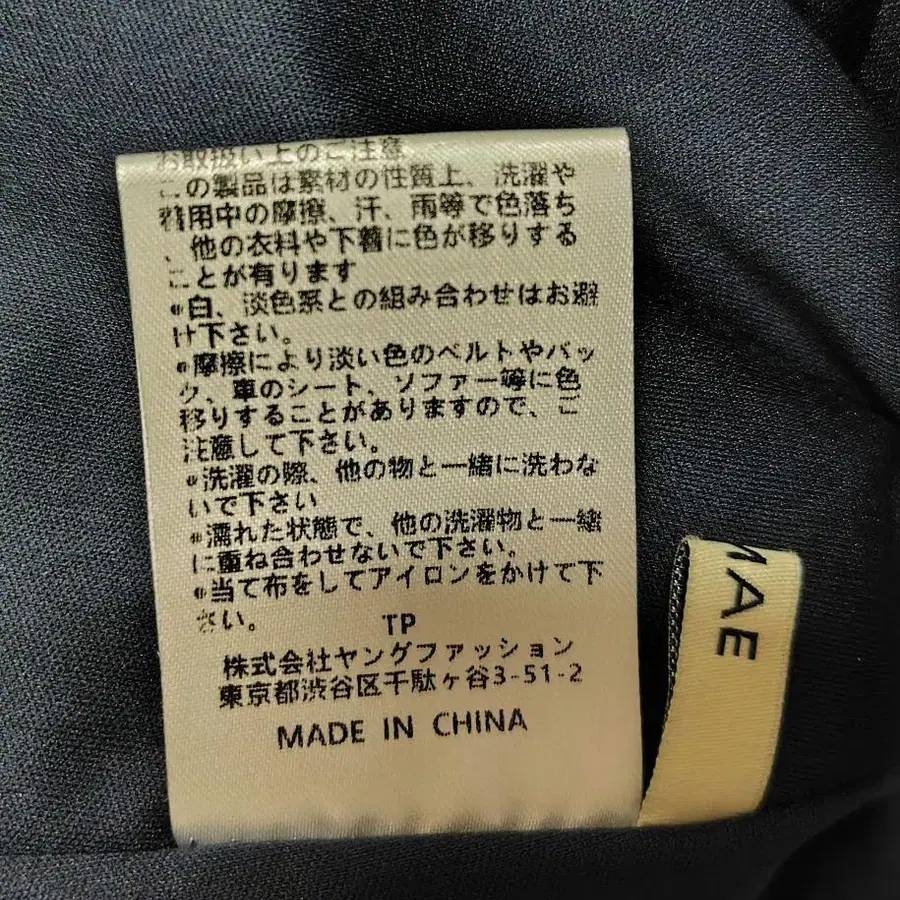 お取扱い上のご注意
この製品は素材の性質上、洗濯や
着用中の摩擦、汗、雨等で色落ち
、他の衣料や下着に色が移りする
ことが有ります
●白、淡色系との組み合わせはお避
け下さい。
●摩擦により淡い色のベルトやバッ
ク、車のシート、ソファー等に色
移りすることがありますので、ご
注意して下さい。
●洗濯の際、他の物と一緒に洗わな
いで下さい
●濡れた状態で、他の洗濯物と一緒
に重ね合わせないで下さい。
●当て布をしてアイロンをかけて下
さい。
TP
株式会社ヤングファッション
東京都渋谷区千駄ヶ谷3-51-2
MADE IN CHINA
MAE